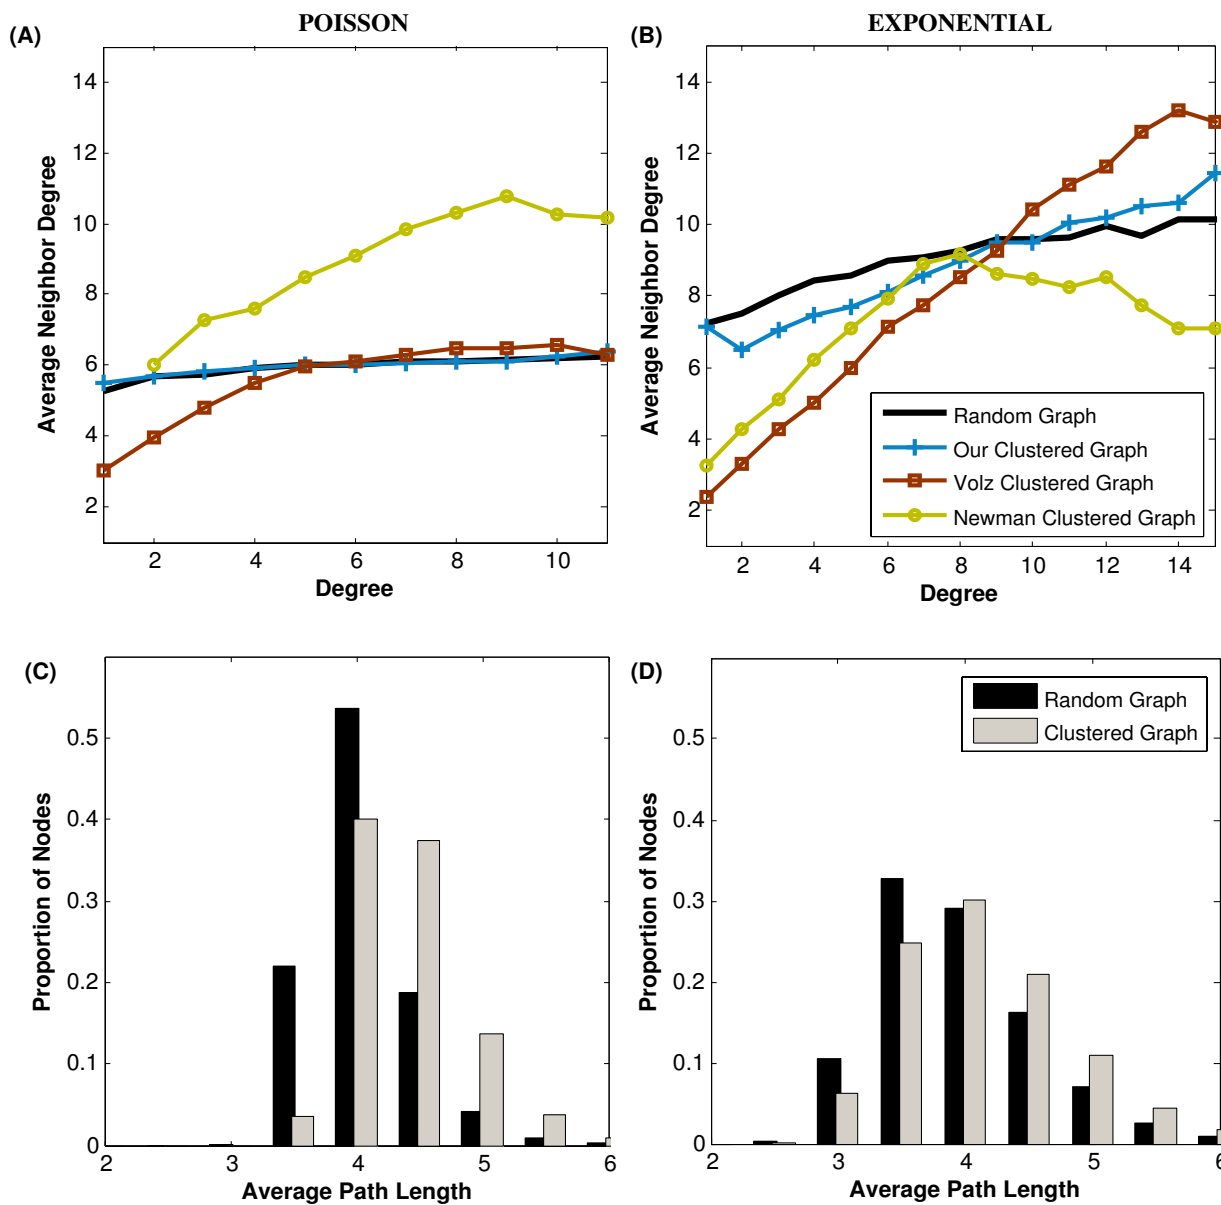 POISSON
(A)
14
12
10
8
6
4
2
Average Neighbor Degree
2 4 6 8 10
Degree
EXPONENTIAL
(B)
14
12
10
8
6
4
2
Average Neighbor Degree
Random Graph
Our Clustered Graph
Volz Clustered Graph
Newman Clustered Graph
2 4 6 8 10 12 14
Degree
(C)
0.5
0.4
0.3
0.2
0.1
0
Proportion of Nodes
2 3 4 5 6
Average Path Length
(D)
Random Graph
Clustered Graph
0.5
0.4
0.3
0.2
0.1
0
Proportion of Nodes
2 3 4 5 6
Average Path Length